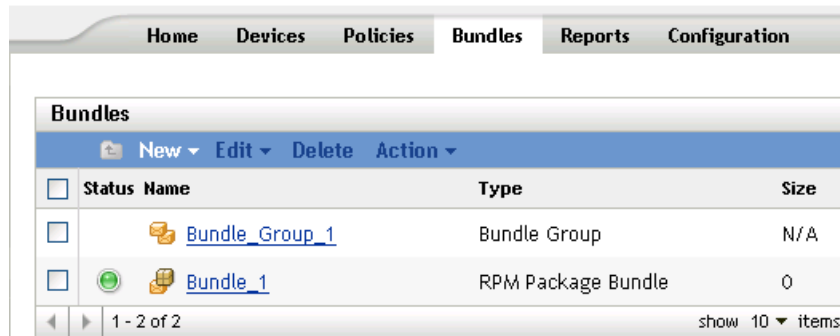 Home Devices Policies Bundles Reports Configuration
Bundles
New Edit Delete Action
Status Name Type Size
Bundle_Group_1 Bundle Group N/A
Bundle_1 RPM Package Bundle 0
1 - 2 of 2 show 10 items